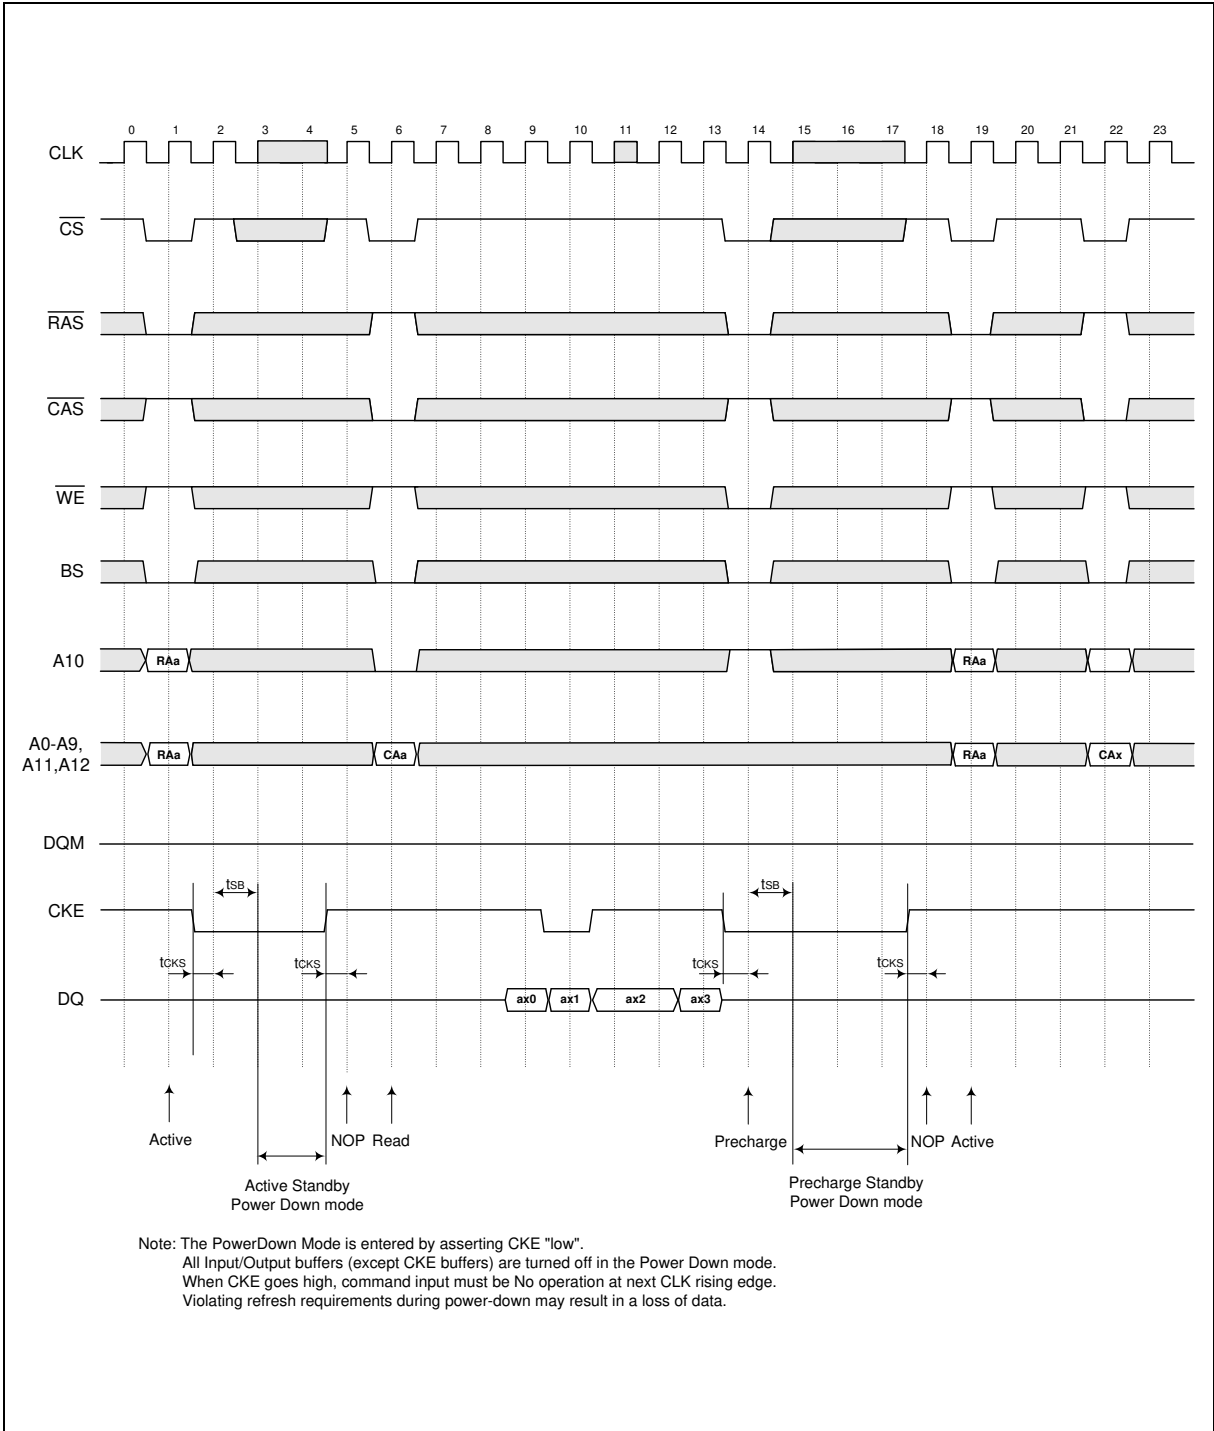 0 1 2 3 4 5 6 7 8 9 10 11 12 13 14 15 16 17 18 19 20 21 22 23
CLK
CS
RAS
CAS
WE
BS
A10 RAa RAa
A0-A9,
A11,A12 RAa CAa RAa CAx
DQM
tSB tSB
CKE
tCKS tCKS tCKS tCKS
DQ ax0 ax1 ax2 ax3
Active NOP Read Precharge NOP Active
Active Standby
Power Down mode
Precharge Standby
Power Down mode
Note: The PowerDown Mode is entered by asserting CKE "low".
All Input/Output buffers (except CKE buffers) are turned off in the Power Down mode.
When CKE goes high, command input must be No operation at next CLK rising edge.
Violating refresh requirements during power-down may result in a loss of data.